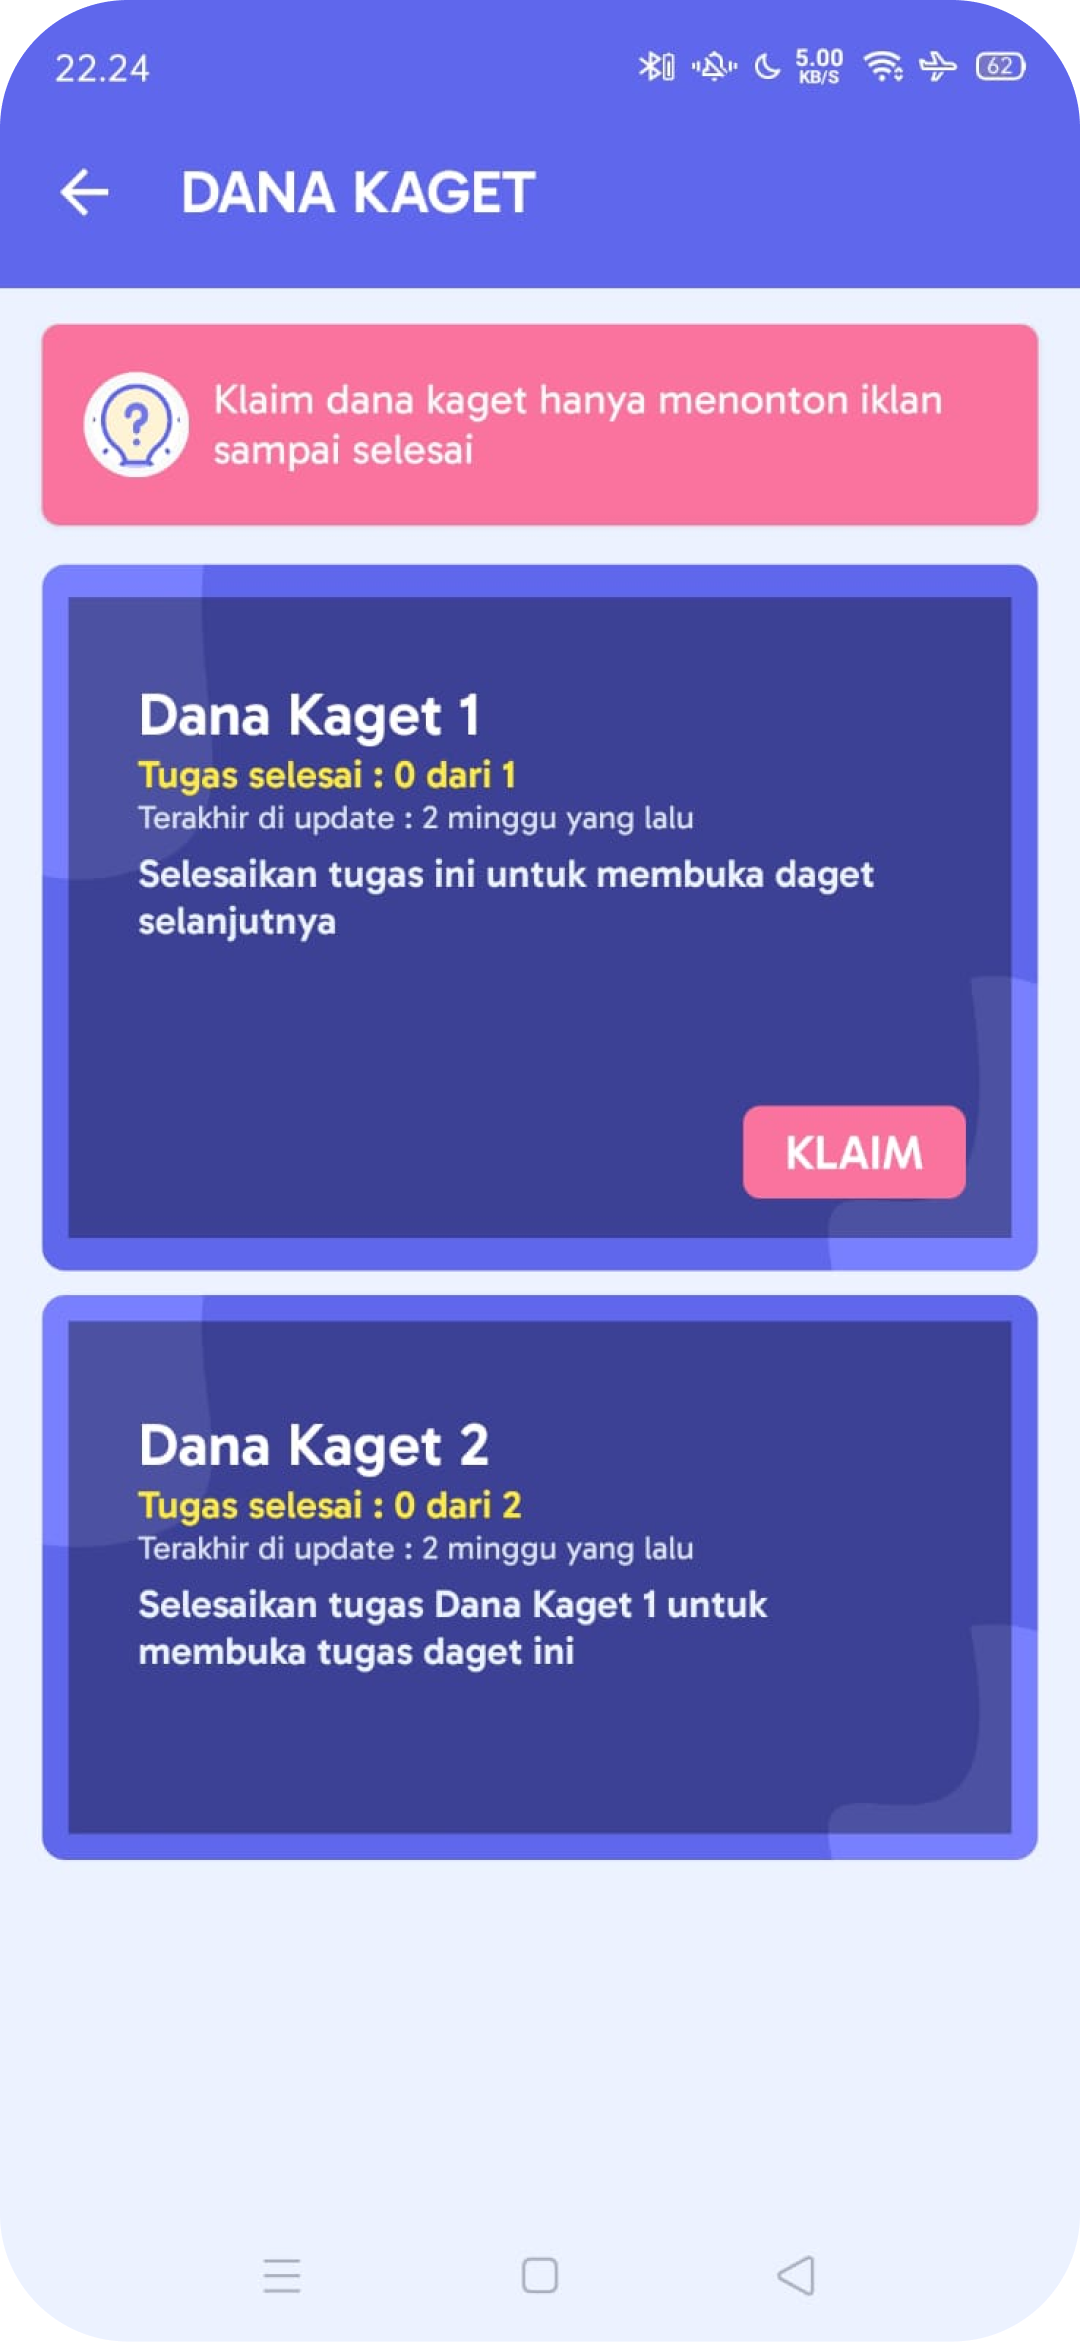 22.24
5.00
KB/S
62
DANA KAGET
?
Klaim dana kaget hanya menonton iklan
sampai selesai
Dana Kaget 1
Tugas selesai : 0 dari 1
Terakhir di update : 2 minggu yang lalu
Selesaikan tugas ini untuk membuka daget
selanjutnya
KLAIM
Dana Kaget 2
Tugas selesai : 0 dari 2
Terakhir di update : 2 minggu yang lalu
Selesaikan tugas Dana Kaget 1 untuk
membuka tugas daget ini